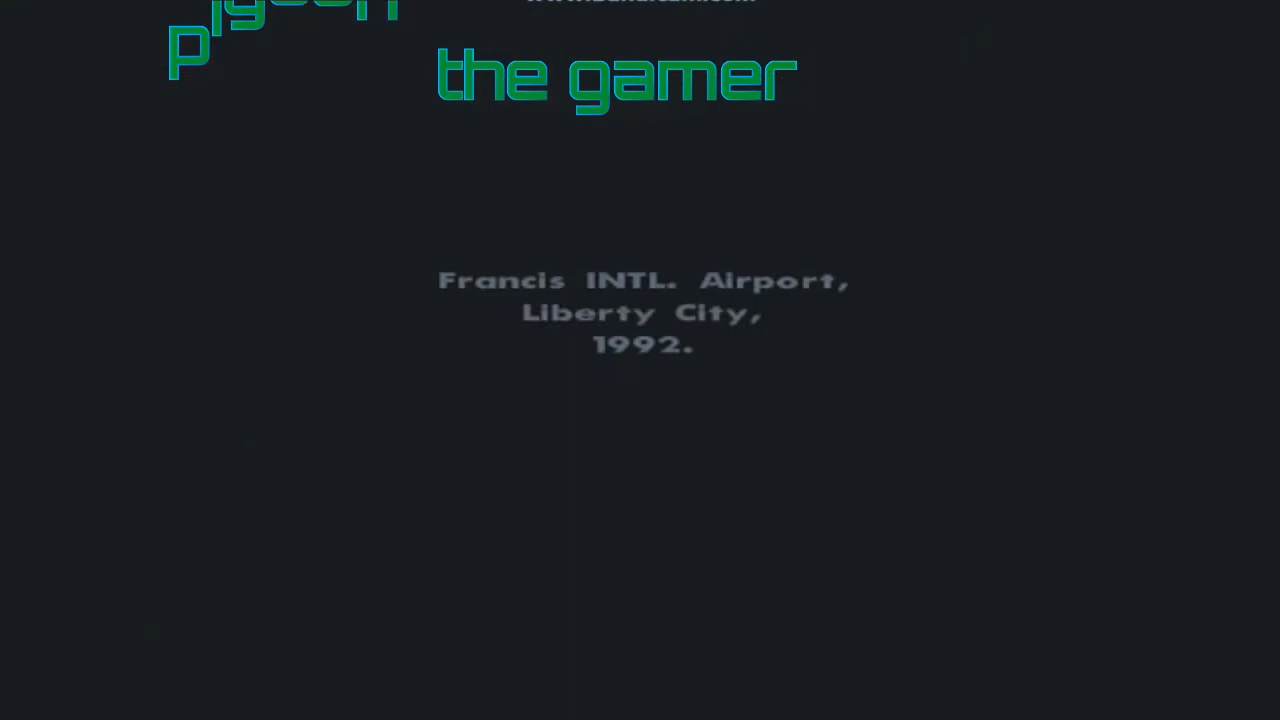 the gamer
Francis INTL. Airport,
Liberty City,
1992.